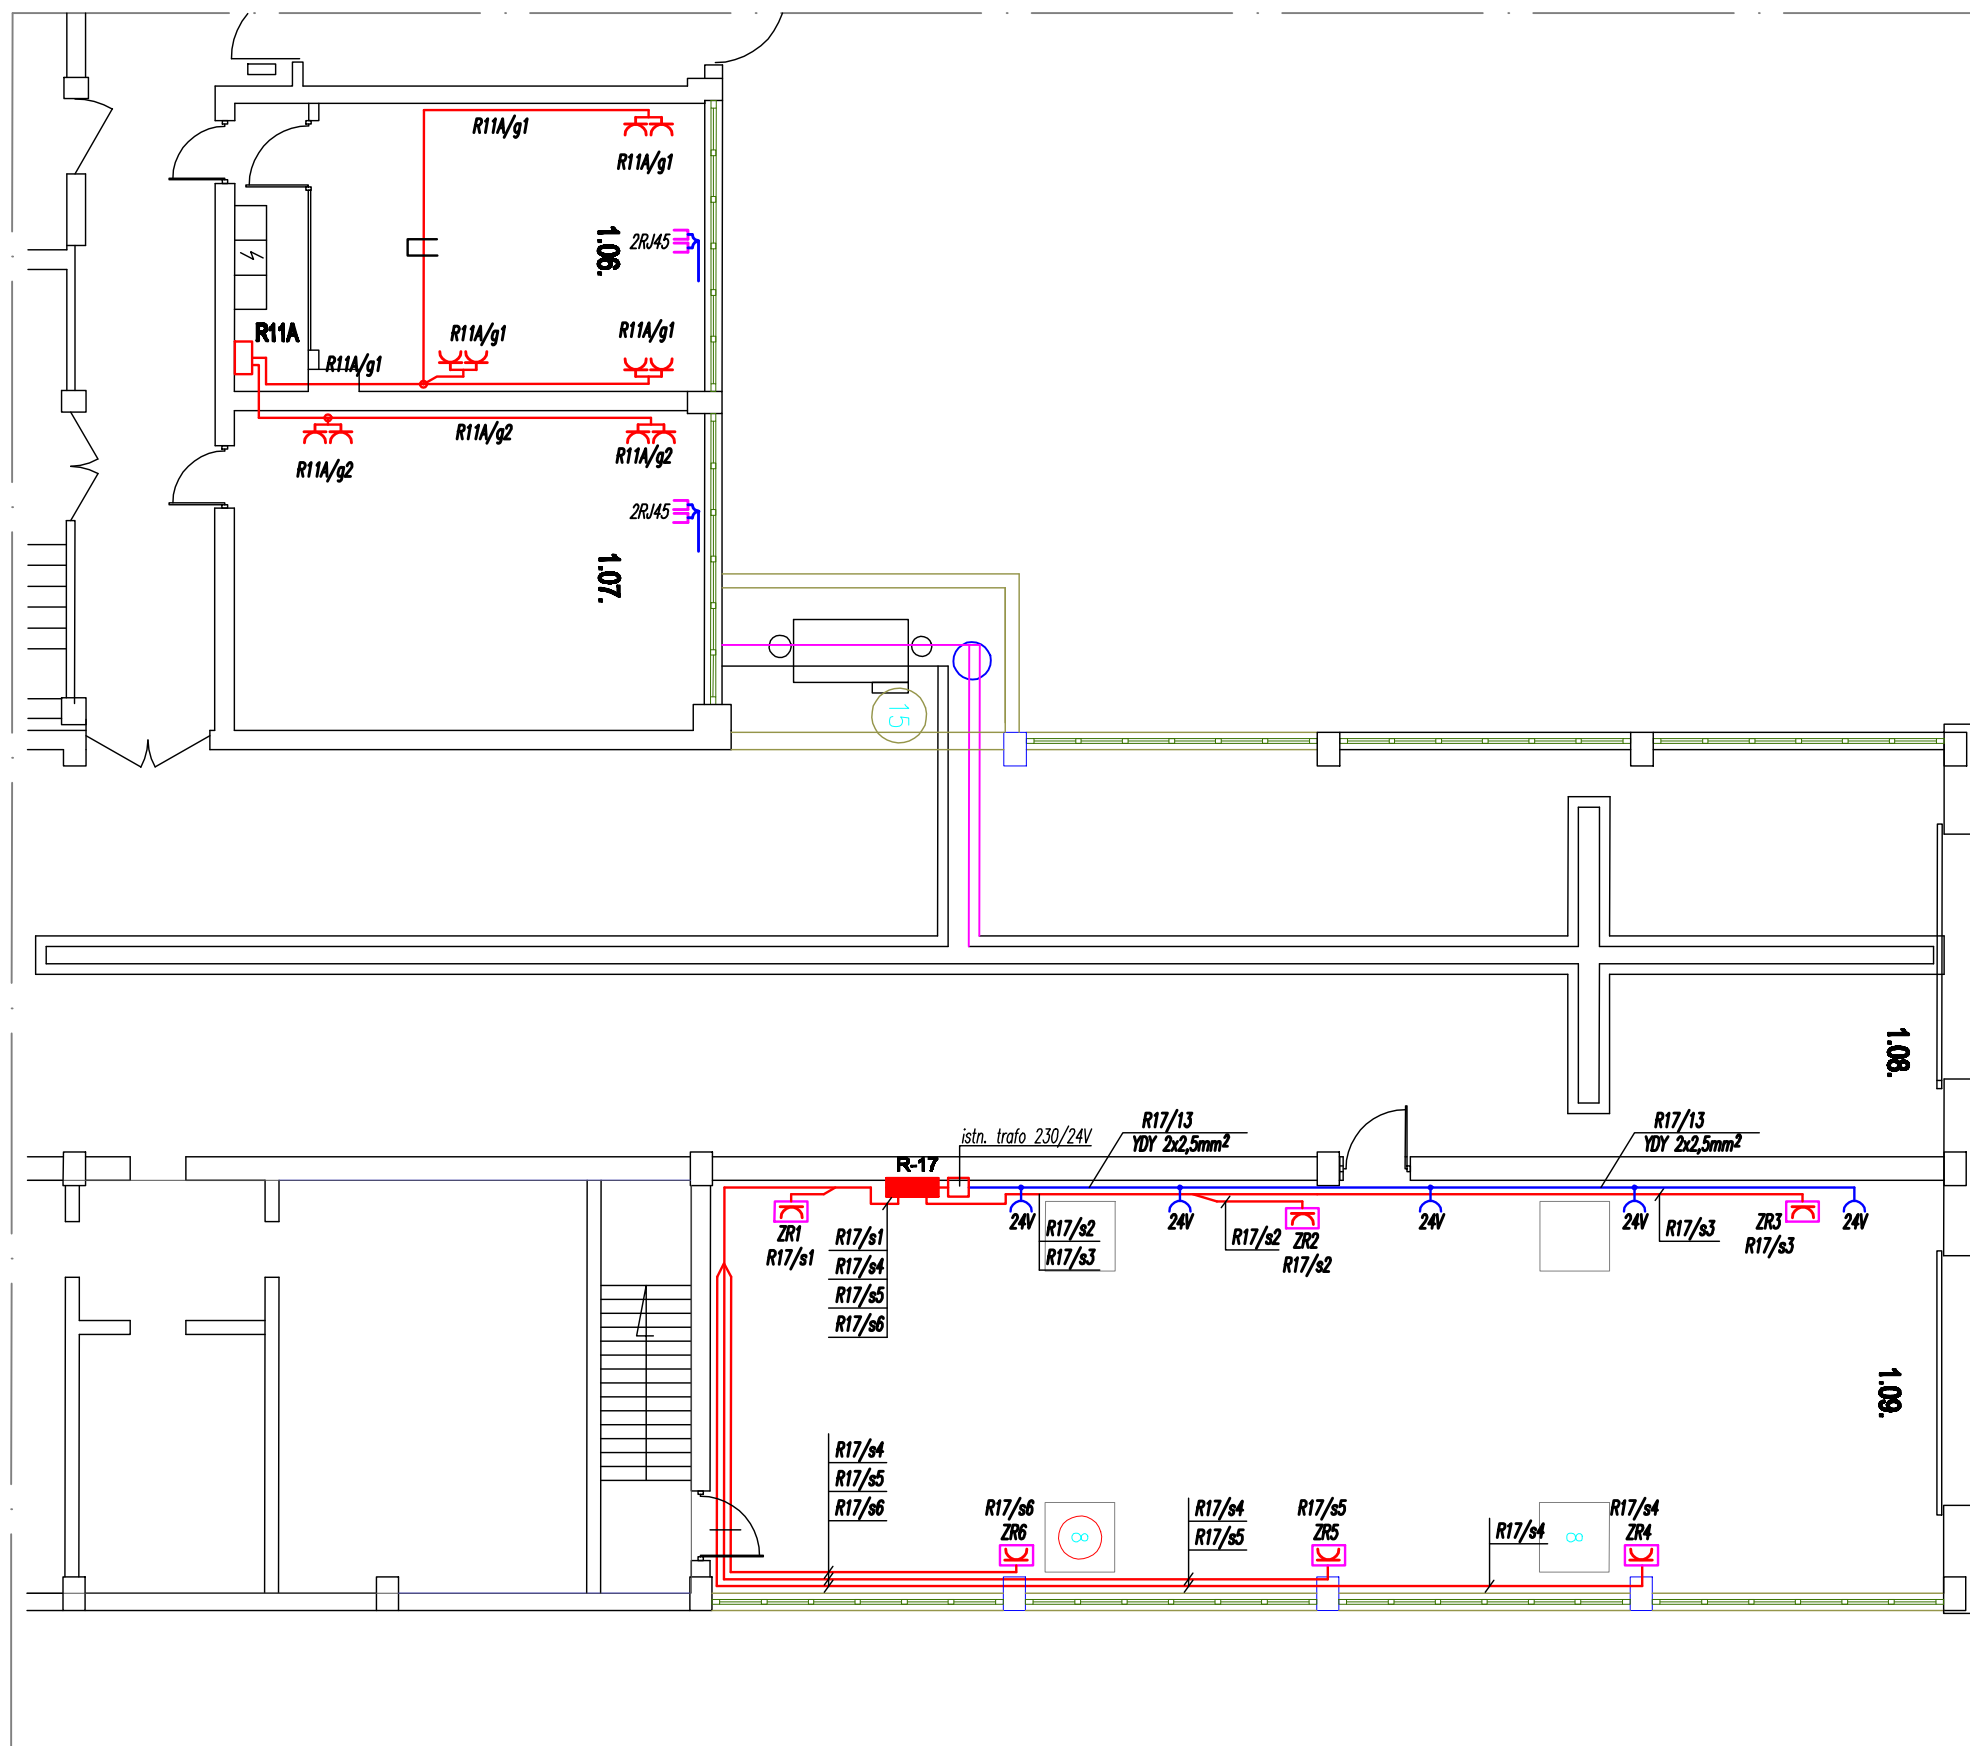 R11A/g1
R11A/g1
1.06.
2RJ45
R11A
R11A/g1
R11A/g1
R11A/g1
R11A/g2
R11A/g2
R11A/g2
2RJ45
1.07.
15
1.08.
istn. trafo 230/24V
R17/13
YDY 2x2,5mm²
R17/13
YDY 2x2,5mm²
R-17
ZR1
R17/s1
R17/s1
R17/s4
R17/s5
R17/s6
24V
R17/s2
R17/s3
24V
R17/s2
ZR2
R17/s2
24V
24V
R17/s3
ZR3
R17/s3
24V
1.09.
R17/s4
R17/s5
R17/s6
R17/s6
ZR6
8
R17/s4
R17/s5
R17/s5
ZR5
R17/s4
8
R17/s4
ZR4